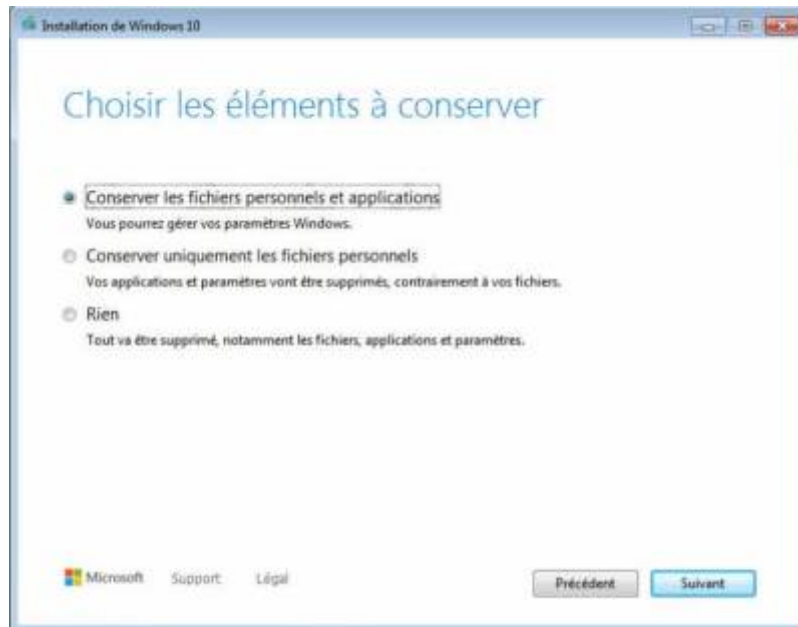 Installation de Windows 10
Choisir les éléments à conserver
Conserver les fichiers personnels et applications
Vous pourrez gérer vos paramètres Windows.
Conserver uniquement les fichiers personnels
Vos applications et paramètres vont être supprimés, contrairement à vos fichiers.
Rien
Tout va être supprimé, notamment les fichiers, applications et paramètres.
Microsoft Support Légal Précédent Suivant